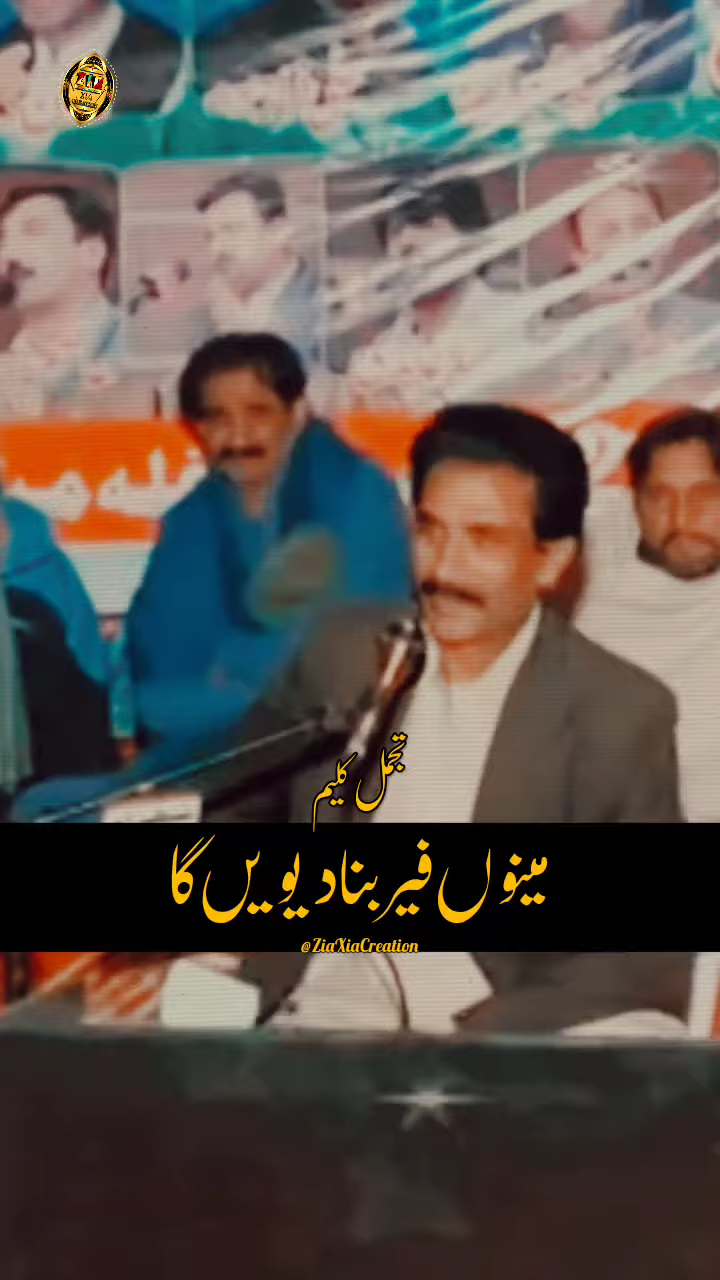 تجمل کلیم
مینوں فیر بنا دیویں گا
@ZiaXiaCreation